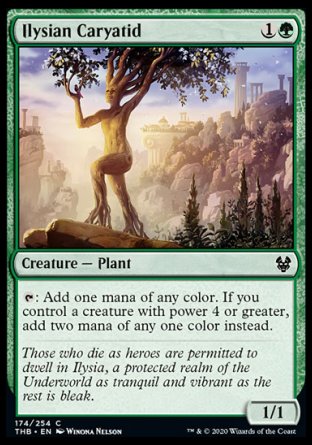 Ilysian Caryatid 1
Creature — Plant
: Add one mana of any color. If you
control a creature with power 4 or greater,
add two mana of any one color instead.
Those who die as heroes are permitted to
dwell in Ilysia, a protected realm of the
Underworld as tranquil and vibrant as the
rest is bleak.
1/1
174/254 C
THB • EN Winona Nelson ™ & © 2020 Wizards of the Coast